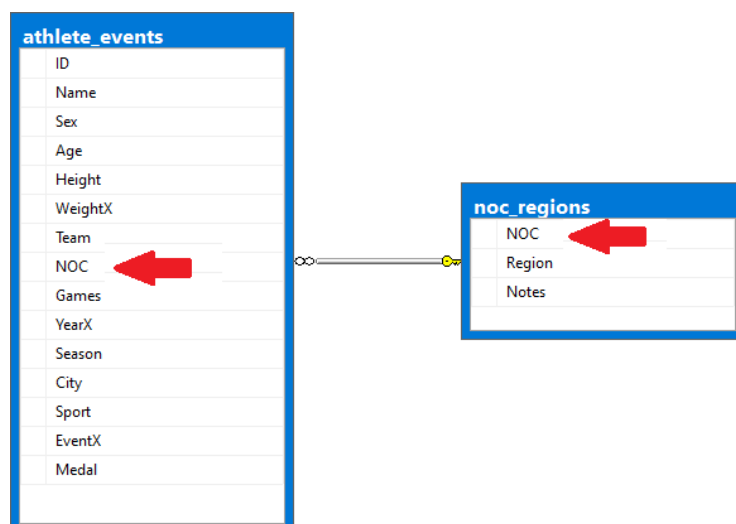 athlete_events
ID
Name
Sex
Age
Height
WeightX
Team
NOC
Games
YearX
Season
City
Sport
EventX
Medal
noc_regions
NOC
Region
Notes